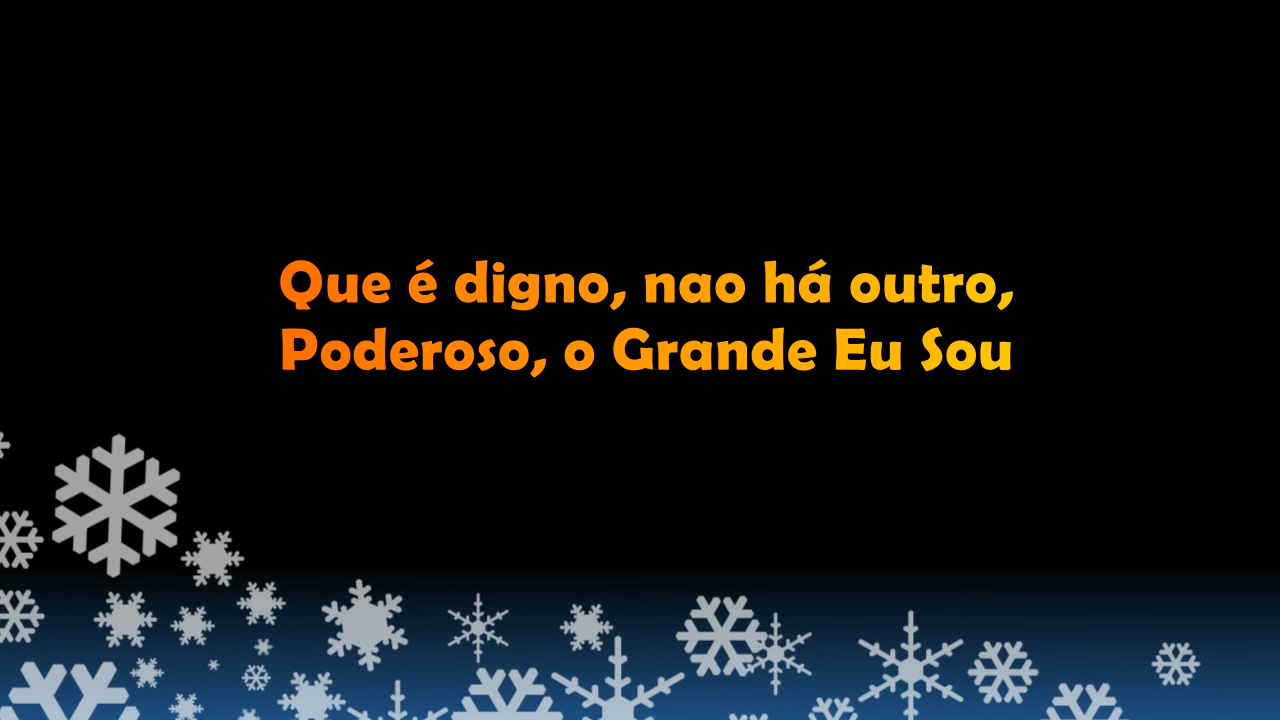 Que é digno, nao há outro,
Poderoso, o Grande Eu Sou